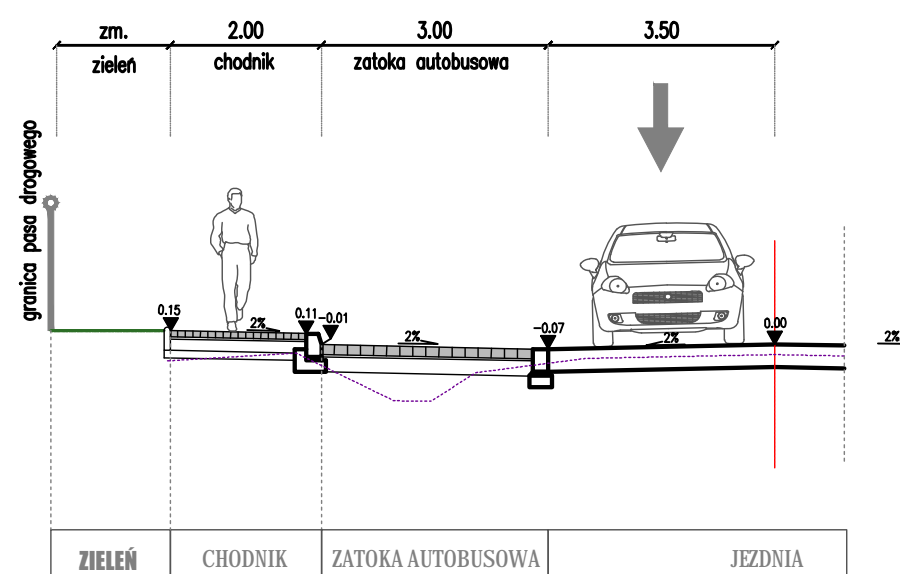 zm. 2.00 3.00 3.50
zieleń chodnik zatoka autobusowa
granica pasa drogowego
0.15 0.11 -0.01 -0.07 0.00
2% 2% 2% 2%
ZIELEŃ CHODNIK ZATOKA AUTOBUSOWA JEZDNIA